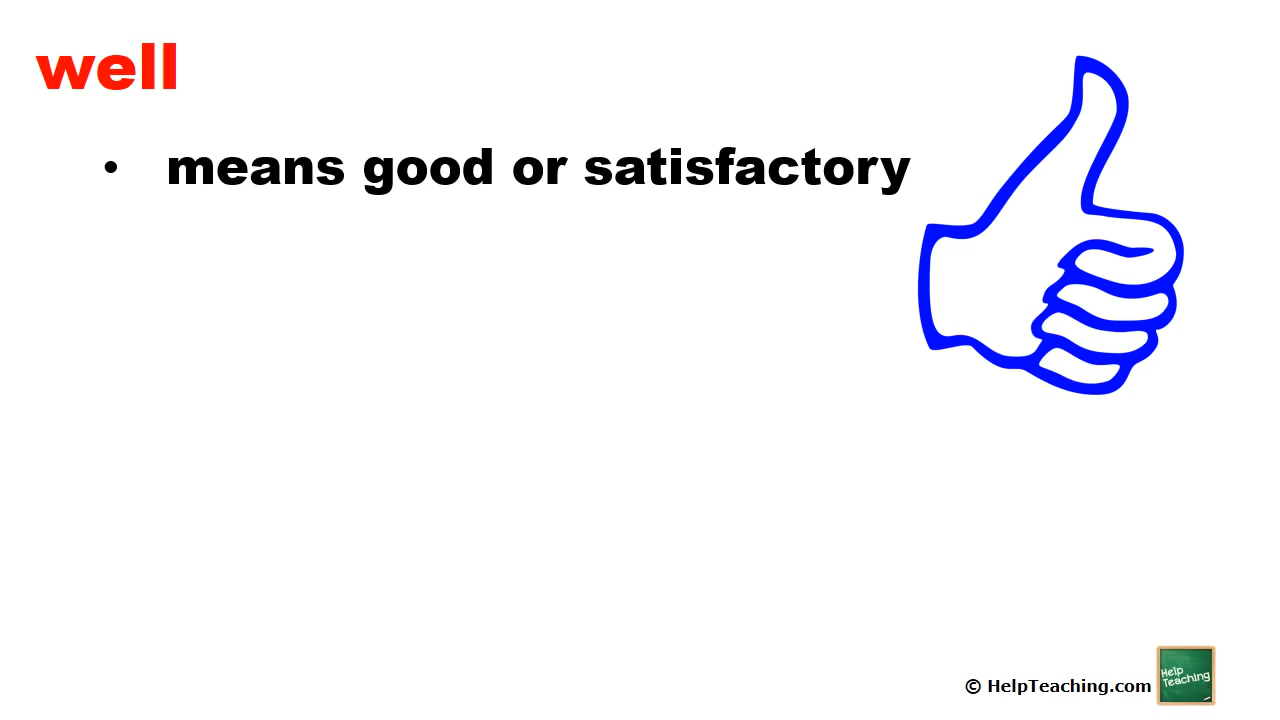 well
• means good or satisfactory
© HelpTeaching.com
Help
Teaching